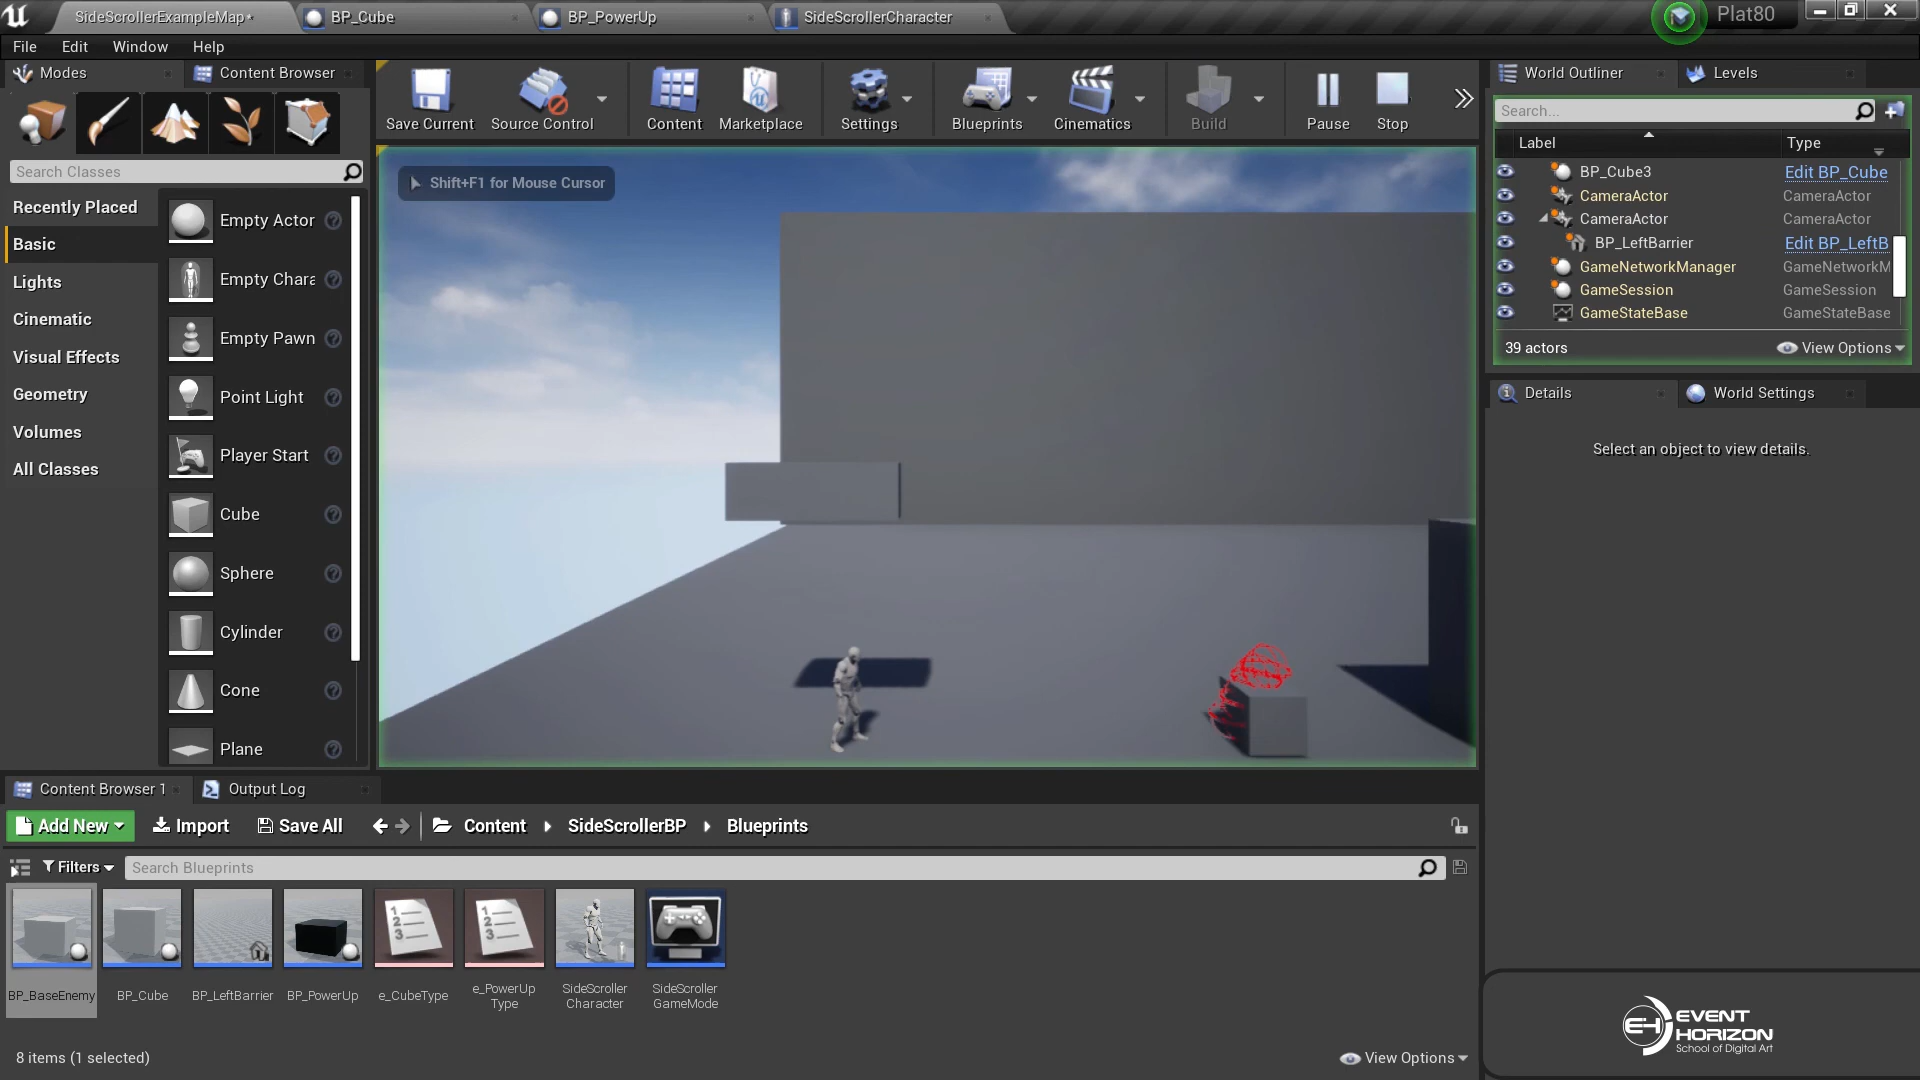 SideScrollerExampleMap*
BP_Cube
BP_PowerUp
SideScrollerCharacter
Plat80
File Edit Window Help
Modes
Content Browser
Save Current
Source Control
Content
Marketplace
Settings
Blueprints
Cinematics
Build
Pause
Stop
World Outliner
Levels
Search...
Label Type
BP_Cube3 Edit BP_Cube
CameraActor CameraActor
CameraActor CameraActor
BP_LeftBarrier Edit BP_LeftB
GameNetworkManager GameNetworkM
GameSession GameSession
GameStateBase GameStateBase
39 actors
View Options
Details
World Settings
Select an object to view details.
Search Classes
Recently Placed
Basic
Lights
Cinematic
Visual Effects
Geometry
Volumes
All Classes
Empty Actor
Empty Chara
Empty Pawn
Point Light
Player Start
Cube
Sphere
Cylinder
Cone
Plane
Shift+F1 for Mouse Cursor
Content Browser 1
Output Log
Add New
Import
Save All
Content
SideScrollerBP
Blueprints
Filters
Search Blueprints
BP_BaseEnemy
BP_Cube
BP_LeftBarrier
BP_PowerUp
e_CubeType
e_PowerUp
Type
SideScroller
Character
SideScroller
GameMode
8 items (1 selected)
View Options
EH
EVENT
HORIZON
School of Digital Art